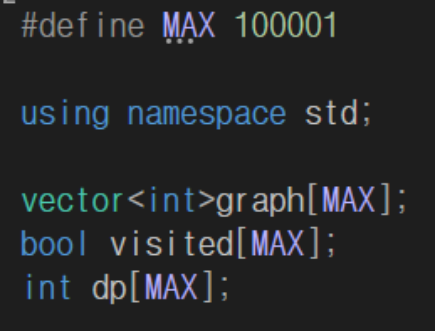 #define MAX 100001
using namespace std;
vector<int>graph[MAX];
bool visited[MAX];
int dp[MAX];